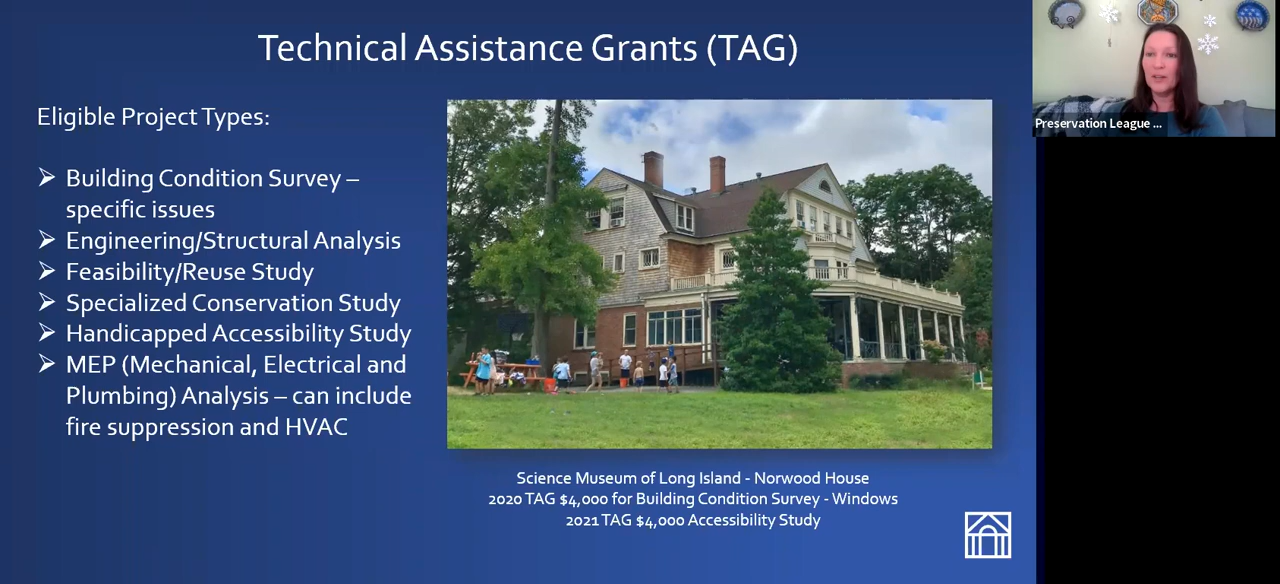 Technical Assistance Grants (TAG)
Eligible Project Types:
Building Condition Survey –
specific issues
Engineering/Structural Analysis
Feasibility/Reuse Study
Specialized Conservation Study
Handicapped Accessibility Study
MEP (Mechanical, Electrical and
Plumbing) Analysis – can include
fire suppression and HVAC
Science Museum of Long Island - Norwood House
2020 TAG $4,000 for Building Condition Survey - Windows
2021 TAG $4,000 Accessibility Study
Preservation League ...